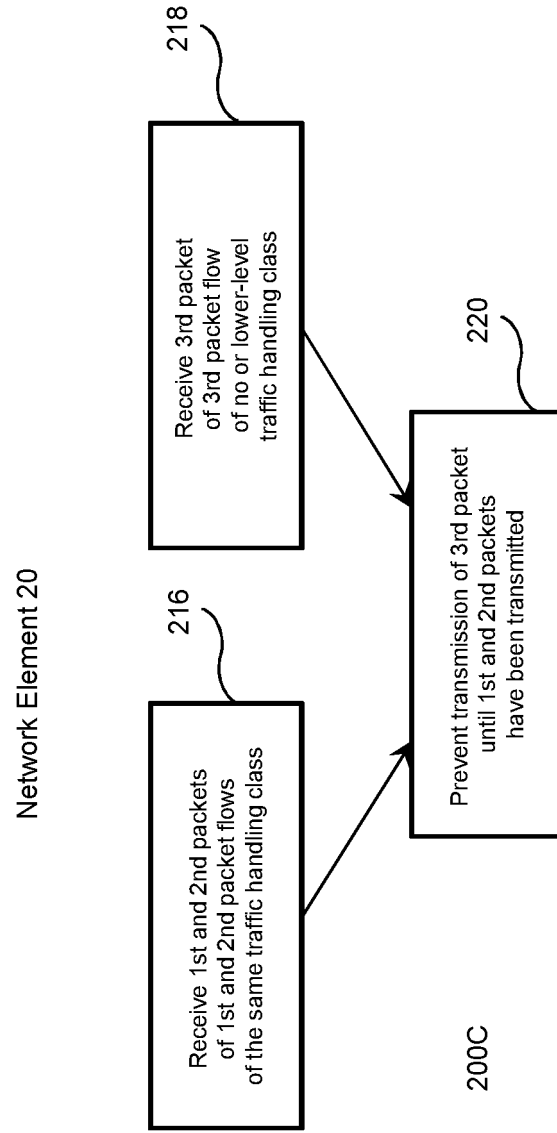 Network Element 20
216
Receive 1st and 2nd packets
of 1st and 2nd packet flows
of the same traffic handling class
218
Receive 3rd packet
of 3rd packet flow
of no or lower-level
traffic handling class
220
Prevent transmission of 3rd packet
until 1st and 2nd packets
have been transmitted
200C